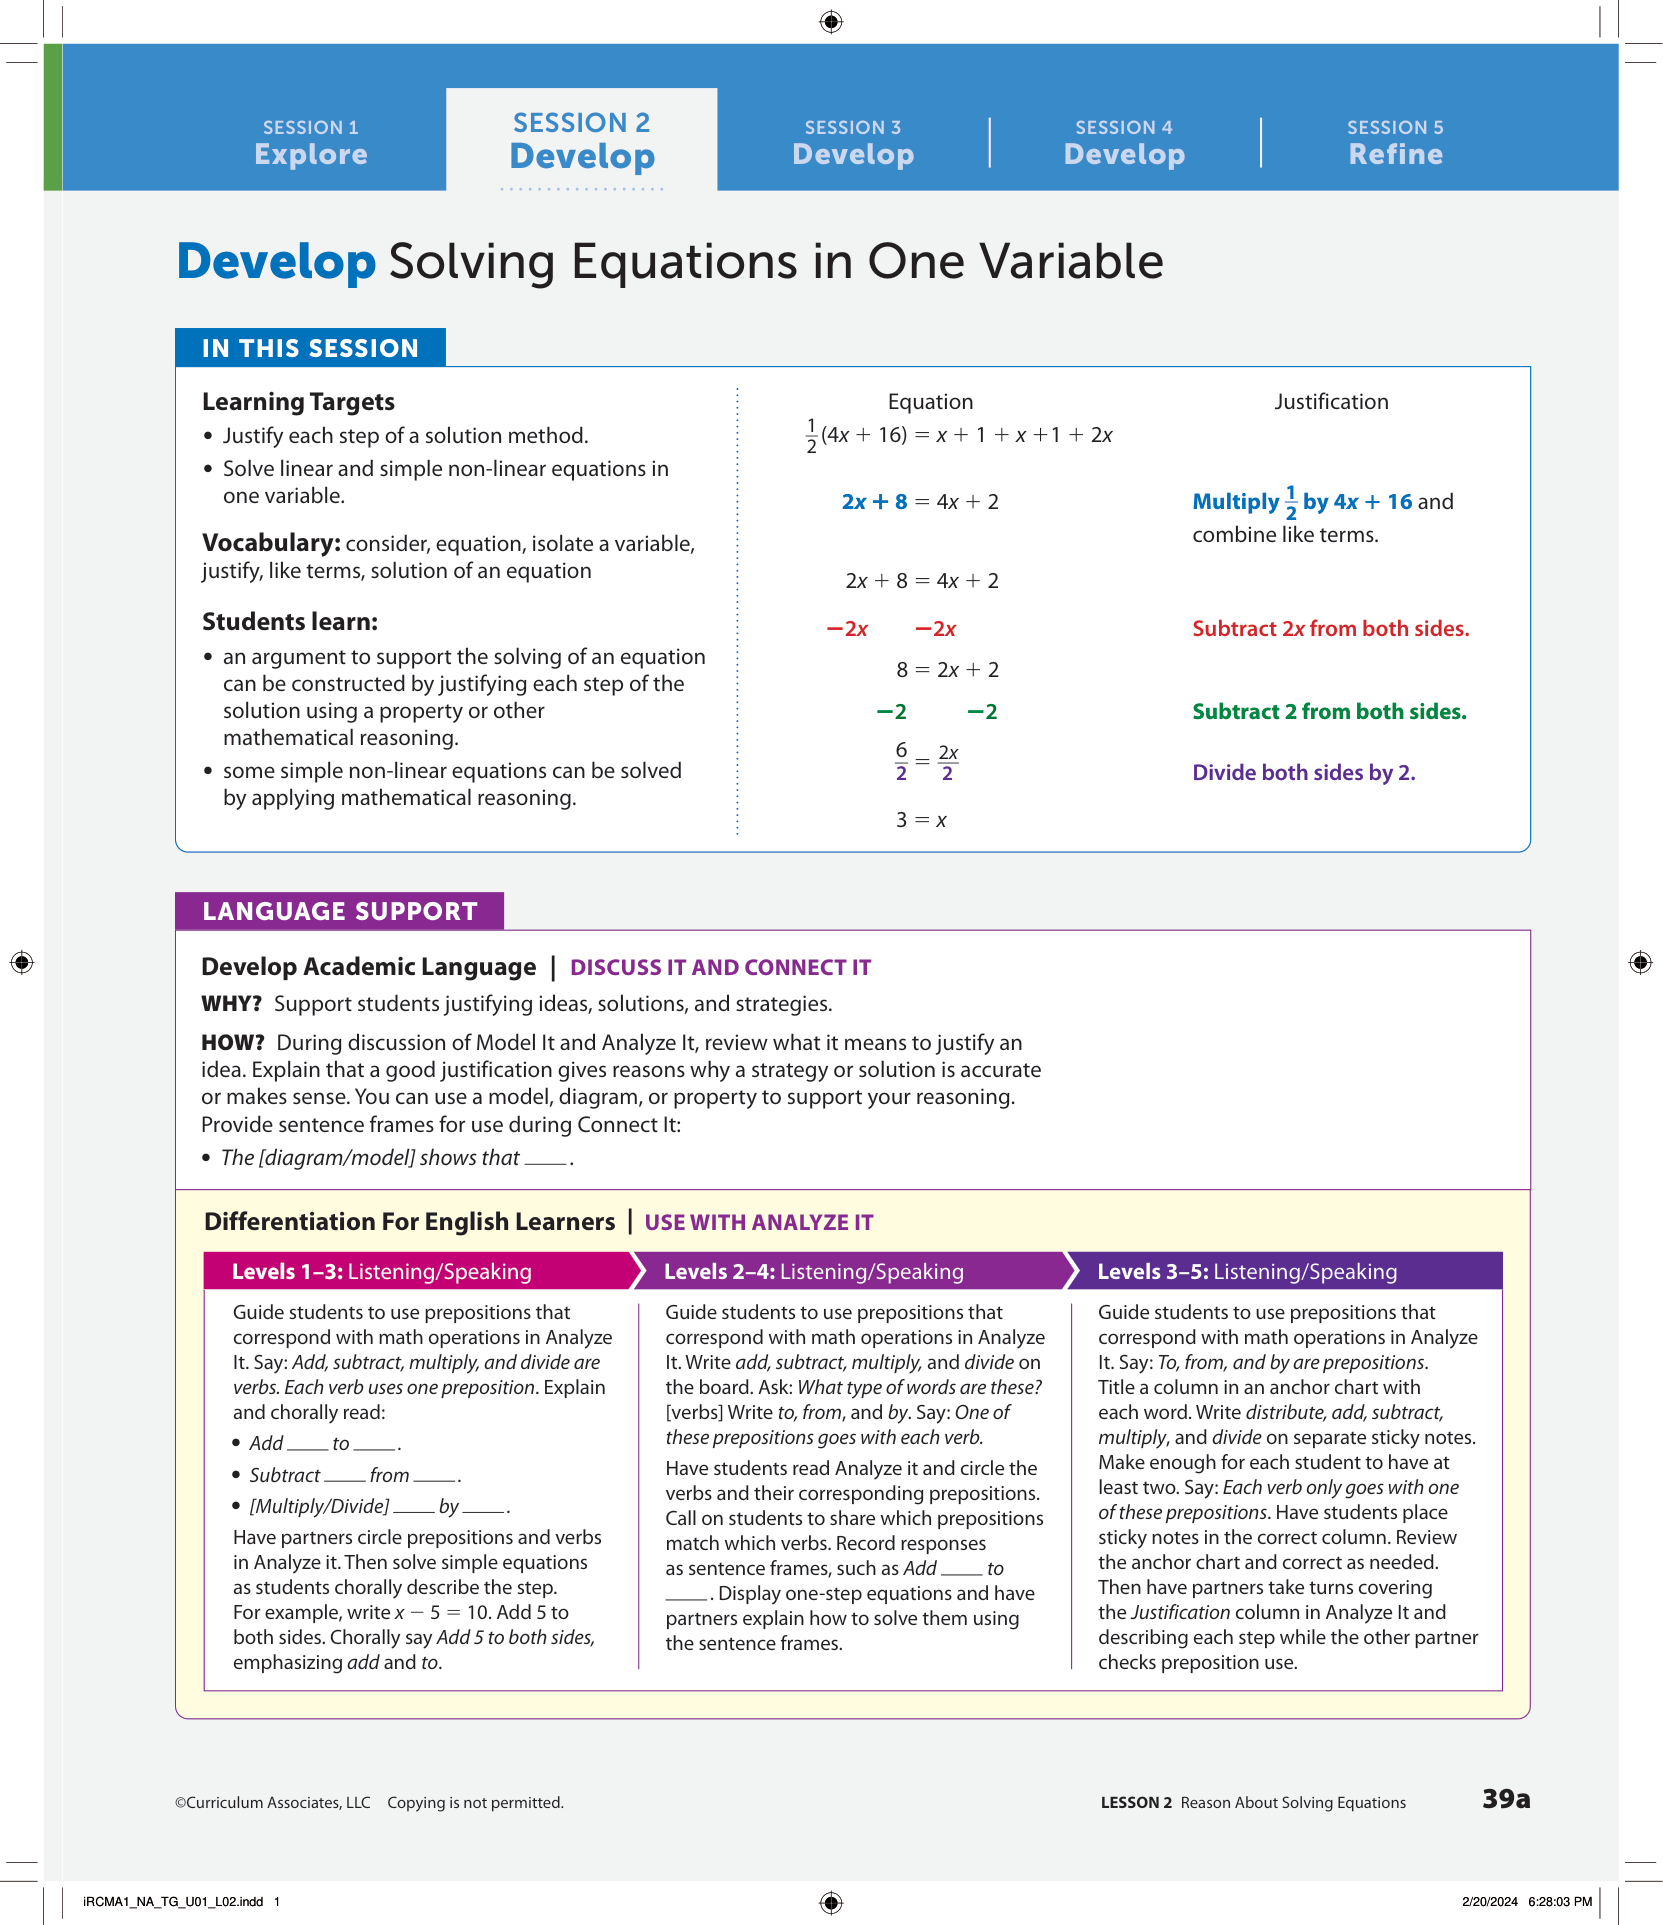 SESSION 1
Explore
SESSION 2
Develop
SESSION 3
Develop
SESSION 4
Develop
SESSION 5
Refine
Develop Solving Equations in One Variable
IN THIS SESSION
Learning Targets
• Justify each step of a solution method.
• Solve linear and simple non-linear equations in
one variable.
Vocabulary: consider, equation, isolate a variable,
justify, like terms, solution of an equation
Students learn:
• an argument to support the solving of an equation
can be constructed by justifying each step of the
solution using a property or other
mathematical reasoning.
• some simple non-linear equations can be solved
by applying mathematical reasoning.
Equation Justification
1/2(4x + 16) = x + 1 + x +1 + 2x
2x + 8 = 4x + 2 Multiply 1/2 by 4x + 16 and
combine like terms.
2x + 8 = 4x + 2
−2x −2x Subtract 2x from both sides.
8 = 2x + 2
−2 −2 Subtract 2 from both sides.
6/2 = 2x/2 Divide both sides by 2.
3 = x
LANGUAGE SUPPORT
Develop Academic Language | DISCUSS IT AND CONNECT IT
WHY? Support students justifying ideas, solutions, and strategies.
HOW? During discussion of Model It and Analyze It, review what it means to justify an
idea. Explain that a good justification gives reasons why a strategy or solution is accurate
or makes sense. You can use a model, diagram, or property to support your reasoning.
Provide sentence frames for use during Connect It:
• The [diagram/model] shows that ____.
Differentiation For English Learners | USE WITH ANALYZE IT
Levels 1–3: Listening/Speaking
Guide students to use prepositions that
correspond with math operations in Analyze
It. Say: Add, subtract, multiply, and divide are
verbs. Each verb uses one preposition. Explain
and chorally read:
• Add ____ to ____.
• Subtract ____ from ____.
• [Multiply/Divide] ____ by ____.
Have partners circle prepositions and verbs
in Analyze it. Then solve simple equations
as students chorally describe the step.
For example, write x − 5 = 10. Add 5 to
both sides. Chorally say Add 5 to both sides,
emphasizing add and to.
Levels 2–4: Listening/Speaking
Guide students to use prepositions that
correspond with math operations in Analyze
It. Write add, subtract, multiply, and divide on
the board. Ask: What type of words are these?
[verbs] Write to, from, and by. Say: One of
these prepositions goes with each verb.
Have students read Analyze it and circle the
verbs and their corresponding prepositions.
Call on students to share which prepositions
match which verbs. Record responses
as sentence frames, such as Add ____ to
____. Display one-step equations and have
partners explain how to solve them using
the sentence frames.
Levels 3–5: Listening/Speaking
Guide students to use prepositions that
correspond with math operations in Analyze
It. Say: To, from, and by are prepositions.
Title a column in an anchor chart with
each word. Write distribute, add, subtract,
multiply, and divide on separate sticky notes.
Make enough for each student to have at
least two. Say: Each verb only goes with one
of these prepositions. Have students place
sticky notes in the correct column. Review
the anchor chart and correct as needed.
Then have partners take turns covering
the Justification column in Analyze It and
describing each step while the other partner
checks preposition use.
©Curriculum Associates, LLC Copying is not permitted.
LESSON 2 Reason About Solving Equations 39a
iRCMA1_NA_TG_U01_L02.indd 1
2/20/2024 6:28:03 PM